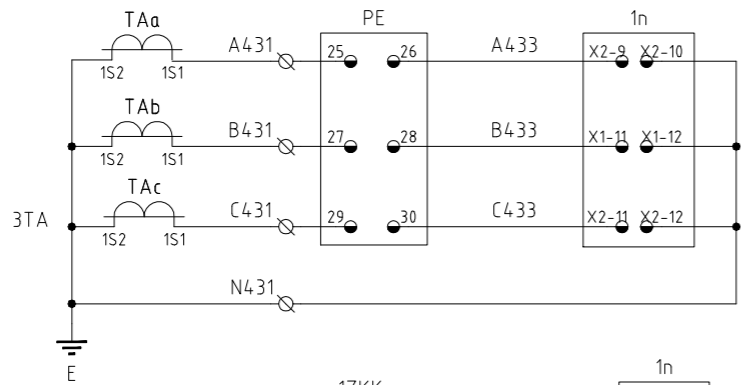 TAa A431 PE 1n
25 26 A433 X2-9 X2-10
1S2 1S1
TAb B431
27 28 B433 X1-11 X1-12
1S2 1S1
TAc C431
3TA 29 30 C433 X2-11 X2-12
1S2 1S1
N431
E
1n